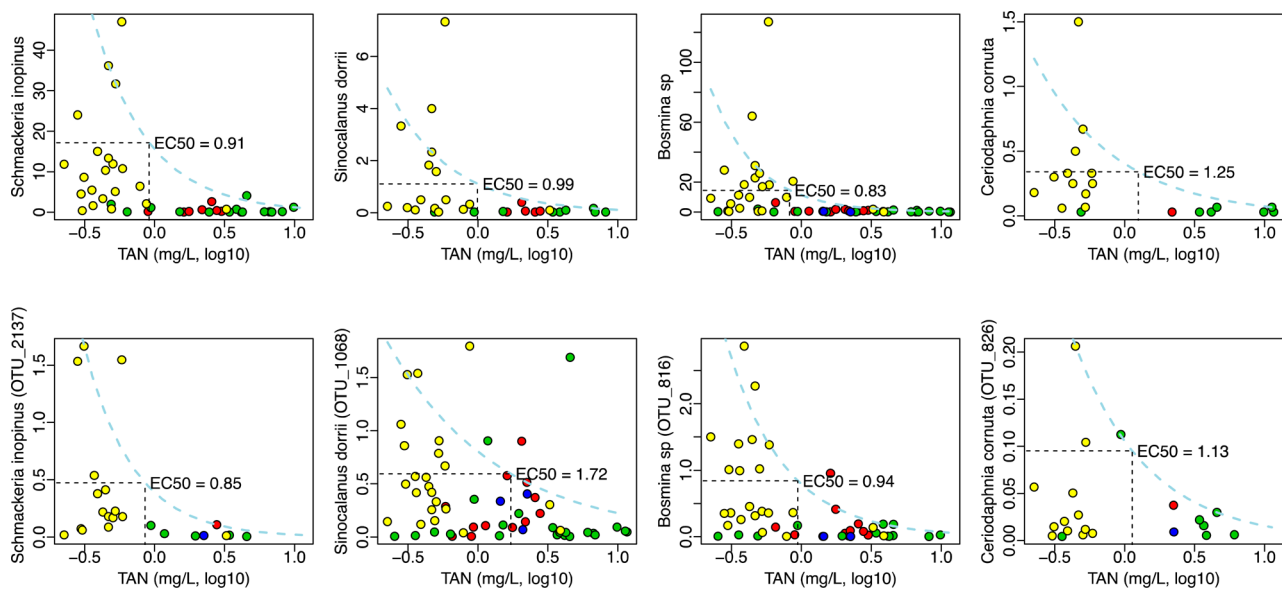 Schmackeria inopinus
0 10 20 30 40
EC50 = 0.91
−0.5 0.0 0.5 1.0
TAN (mg/L, log10)
Sinocalanus dorrii
0 2 4 6
EC50 = 0.99
−0.5 0.0 0.5 1.0
TAN (mg/L, log10)
Bosmina sp
0 20 60 120
EC50 = 0.83
−0.5 0.0 0.5 1.0
TAN (mg/L, log10)
Ceriodaphnia cornuta
0.0 0.5 1.0 1.5
EC50 = 1.25
−0.5 0.0 0.5 1.0
TAN (mg/L, log10)
Schmackeria inopinus (OTU_2137)
0.0 0.5 1.0 1.5
EC50 = 0.85
−0.5 0.0 0.5 1.0
TAN (mg/L, log10)
Sinocalanus dorrii (OTU_1068)
0.0 0.5 1.0 1.5
EC50 = 1.72
−0.5 0.0 0.5 1.0
TAN (mg/L, log10)
Bosmina sp (OTU_816)
0.0 1.0 2.0
EC50 = 0.94
−0.5 0.0 0.5 1.0
TAN (mg/L, log10)
Ceriodaphnia cornuta (OTU_826)
0.00 0.05 0.10 0.15 0.20
EC50 = 1.13
−0.5 0.0 0.5 1.0
TAN (mg/L, log10)